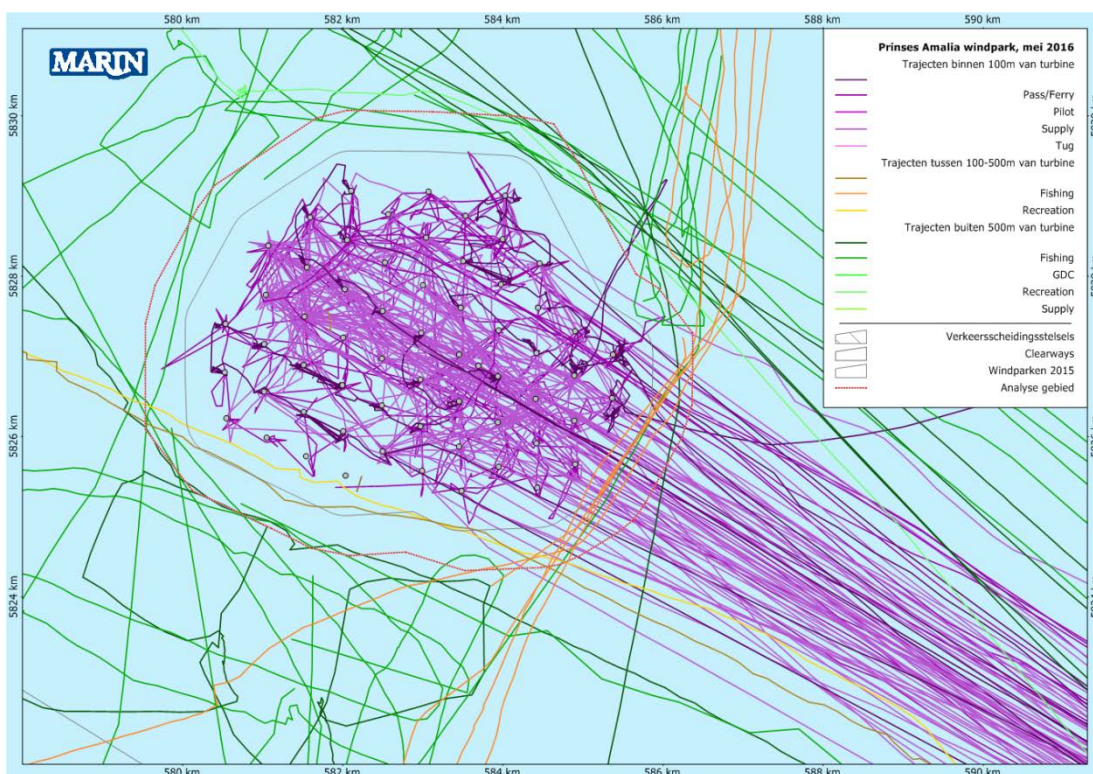 580 km
582 km
584 km
586 km
588 km
590 km
MARIN
Prinses Amalia windpark, mei 2016
Trajecten binnen 100m van turbine
Pass/Ferry
Pilot
Supply
Tug
Trajecten tussen 100-500m van turbine
Fishing
Recreation
Trajecten buiten 500m van turbine
Fishing
GDC
Recreation
Supply
Verkeersscheidingsstelsels
Clearways
Windparken 2015
Analyse gebied
5830 km
5828 km
5826 km
5824 km
580 km
582 km
584 km
586 km
588 km
590 km